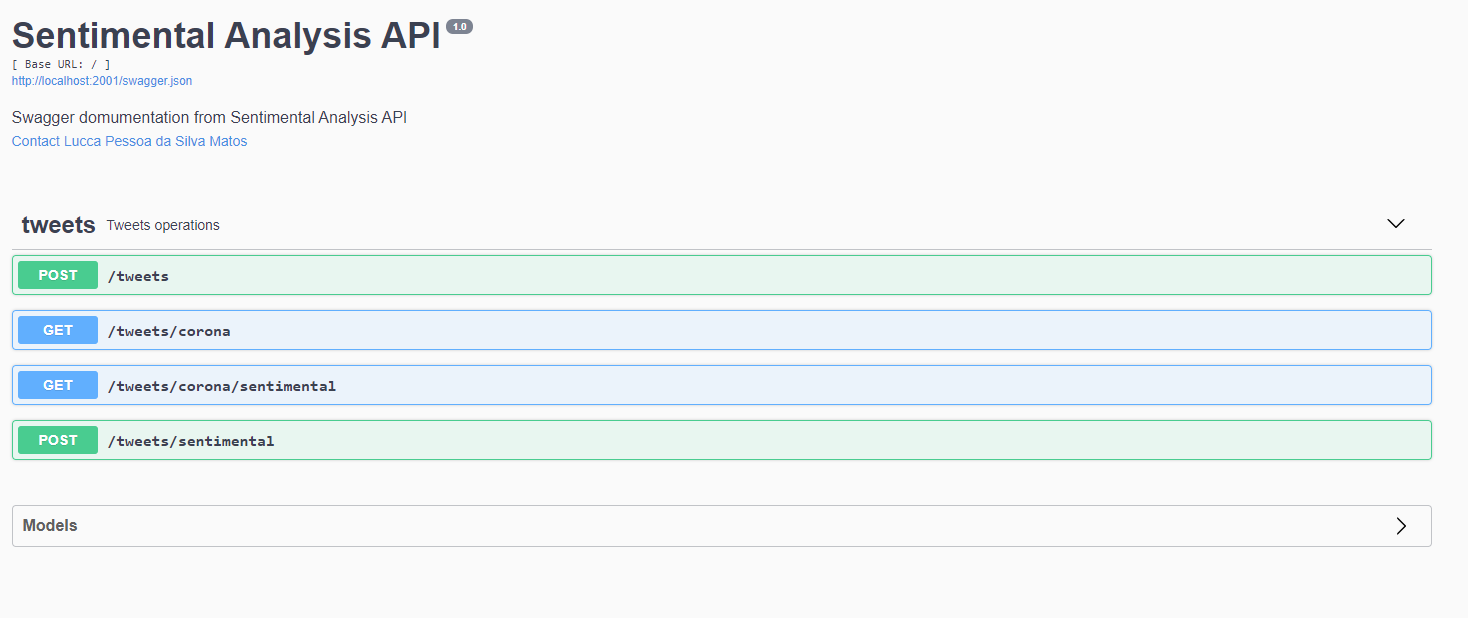 Sentimental Analysis API 1.0
[ Base URL: / ]
http://localhost:2001/swagger.json
Swagger domumentation from Sentimental Analysis API
Contact Lucca Pessoa da Silva Matos
tweets Tweets operations
POST /tweets
GET /tweets/corona
GET /tweets/corona/sentimental
POST /tweets/sentimental
Models